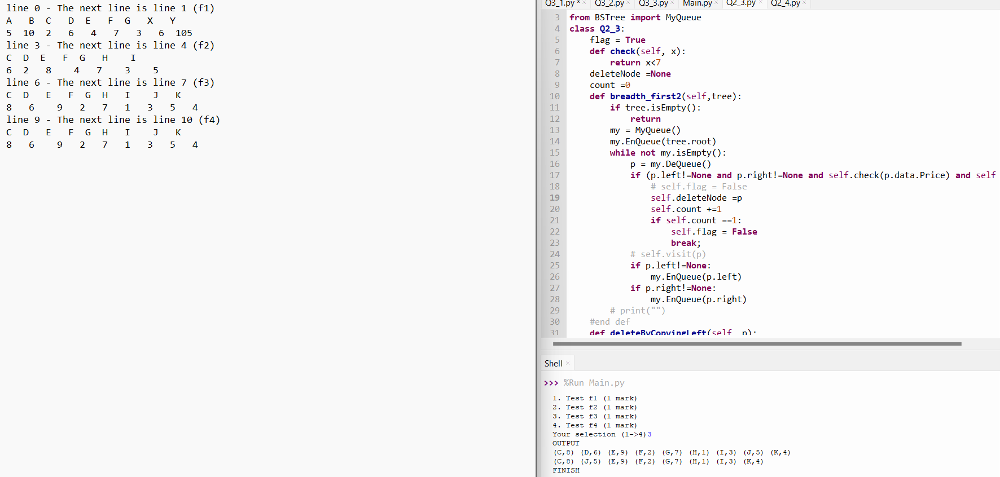 line 0 - The next line is line 1 (f1)
A B C D E F G X Y
5 10 2 6 4 7 3 6 105
line 3 - The next line is line 4 (f2)
C D E F G H I
6 2 8 4 7 3 5
line 6 - The next line is line 7 (f3)
C D E F G H I J K
8 6 9 2 7 1 3 5 4
line 9 - The next line is line 10 (f4)
C D E F G H I J K
8 6 9 2 7 1 3 5 4
Q3_1.py * × Q3_2.py × Q3_3.py × Main.py × Q2_3.py × Q2_4.py ×
3 from BSTree import MyQueue
4 class Q2_3:
5 flag = True
6 def check(self, x):
7 return x<7
8 deleteNode =None
9 count =0
10 def breadth_first2(self,tree):
11 if tree.isEmpty():
12 return
13 my = MyQueue()
14 my.EnQueue(tree.root)
15 while not my.isEmpty():
16 p = my.DeQueue()
17 if (p.left!=None and p.right!=None and self.check(p.data.Price) and self
18 # self.flag = False
19 self.deleteNode =p
20 self.count +=1
21 if self.count ==1:
22 self.flag = False
23 break;
24 # self.visit(p)
25 if p.left!=None:
26 my.EnQueue(p.left)
27 if p.right!=None:
28 my.EnQueue(p.right)
29 # print("")
30 #end def
31 def deleteByCopyingLeft(self, p):
Shell ×
>>> %Run Main.py
1. Test f1 (1 mark)
2. Test f2 (1 mark)
3. Test f3 (1 mark)
4. Test f4 (1 mark)
Your selection (1->4)3
OUTPUT
(C,8) (D,6) (E,9) (F,2) (G,7) (H,1) (I,3) (J,5) (K,4)
(C,8) (J,5) (E,9) (F,2) (G,7) (H,1) (I,3) (K,4)
FINISH